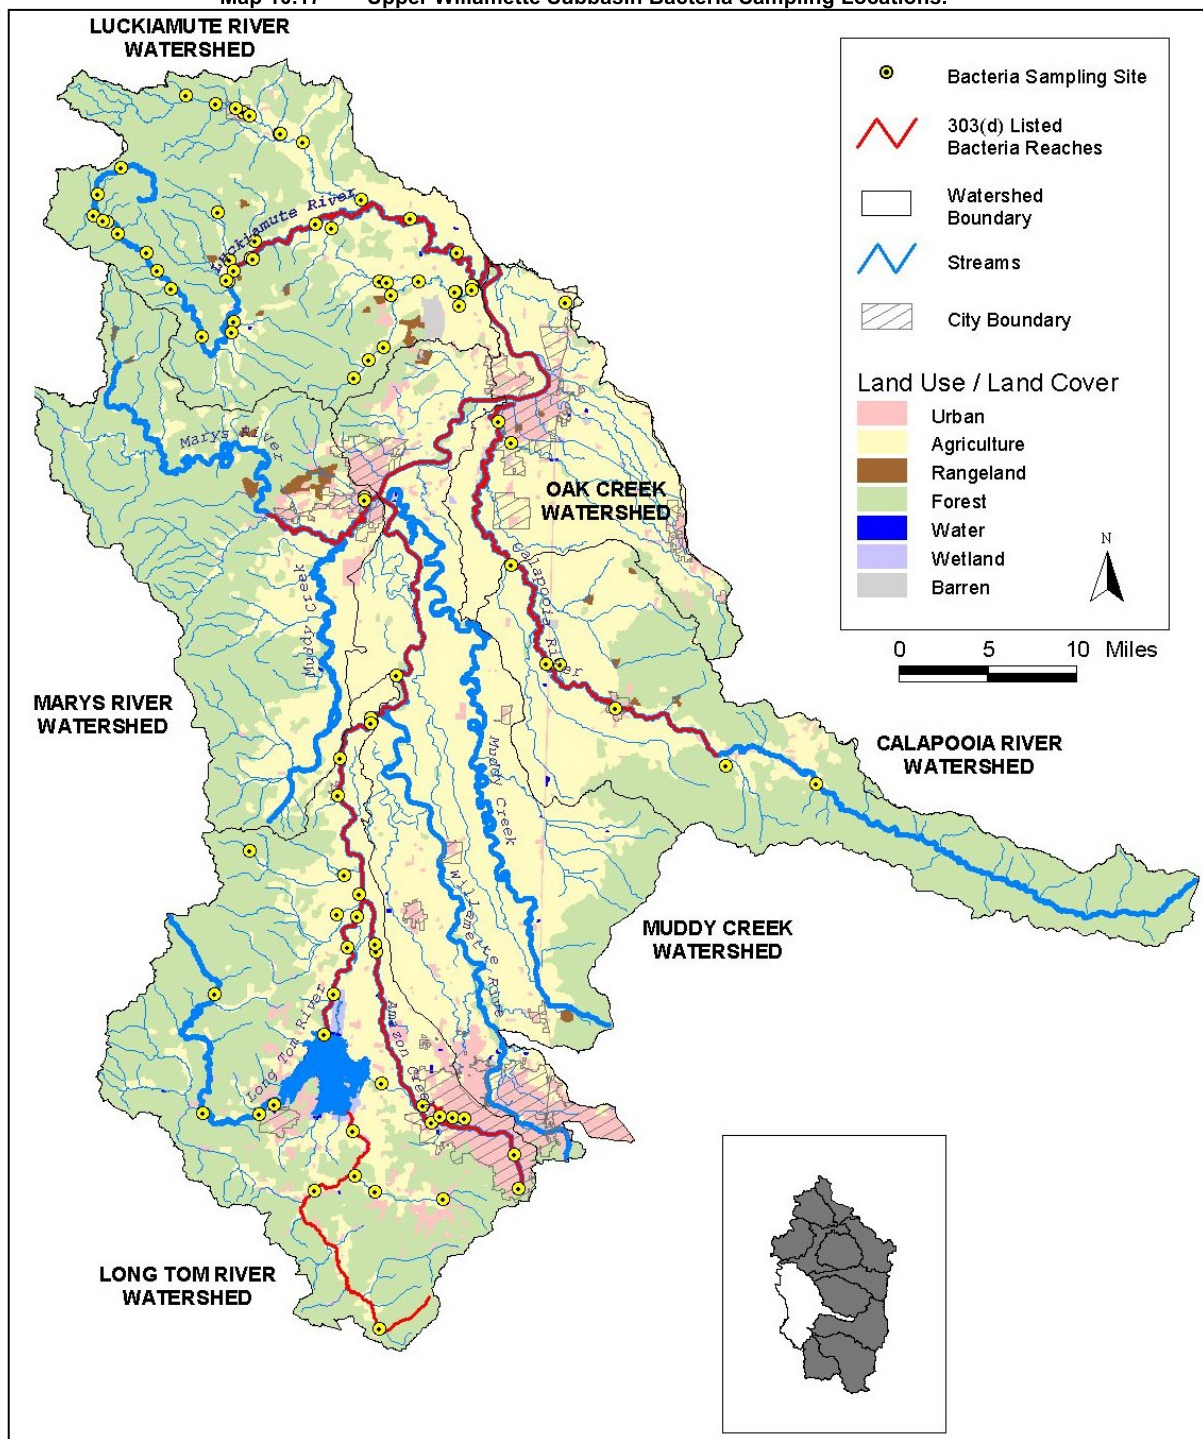 Map 10.17 Upper Willamette Subbasin Bacteria Sampling Locations.
LUCKIAMUTE RIVER
WATERSHED
Bacteria Sampling Site
303(d) Listed
Bacteria Reaches
Watershed
Boundary
Streams
City Boundary
Land Use / Land Cover
Urban
Agriculture
Rangeland
Forest
Water
Wetland
Barren
N
0 5 10 Miles
Luckiamute River
Marys River
OAK CREEK
WATERSHED
Calapooia River
Muddy Creek
MARYS RIVER
WATERSHED
Muddy Creek
CALAPOOIA RIVER
WATERSHED
Willamette River
MUDDY CREEK
WATERSHED
Long Tom River
Amazon Creek
LONG TOM RIVER
WATERSHED